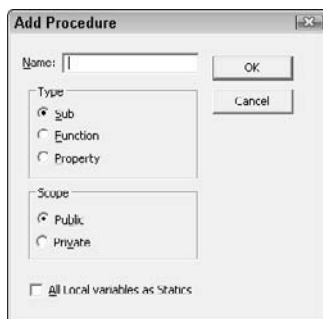 Add Procedure
Name:
OK
Cancel
Type
Sub
Function
Property
Scope
Public
Private
All Local variables as Statics